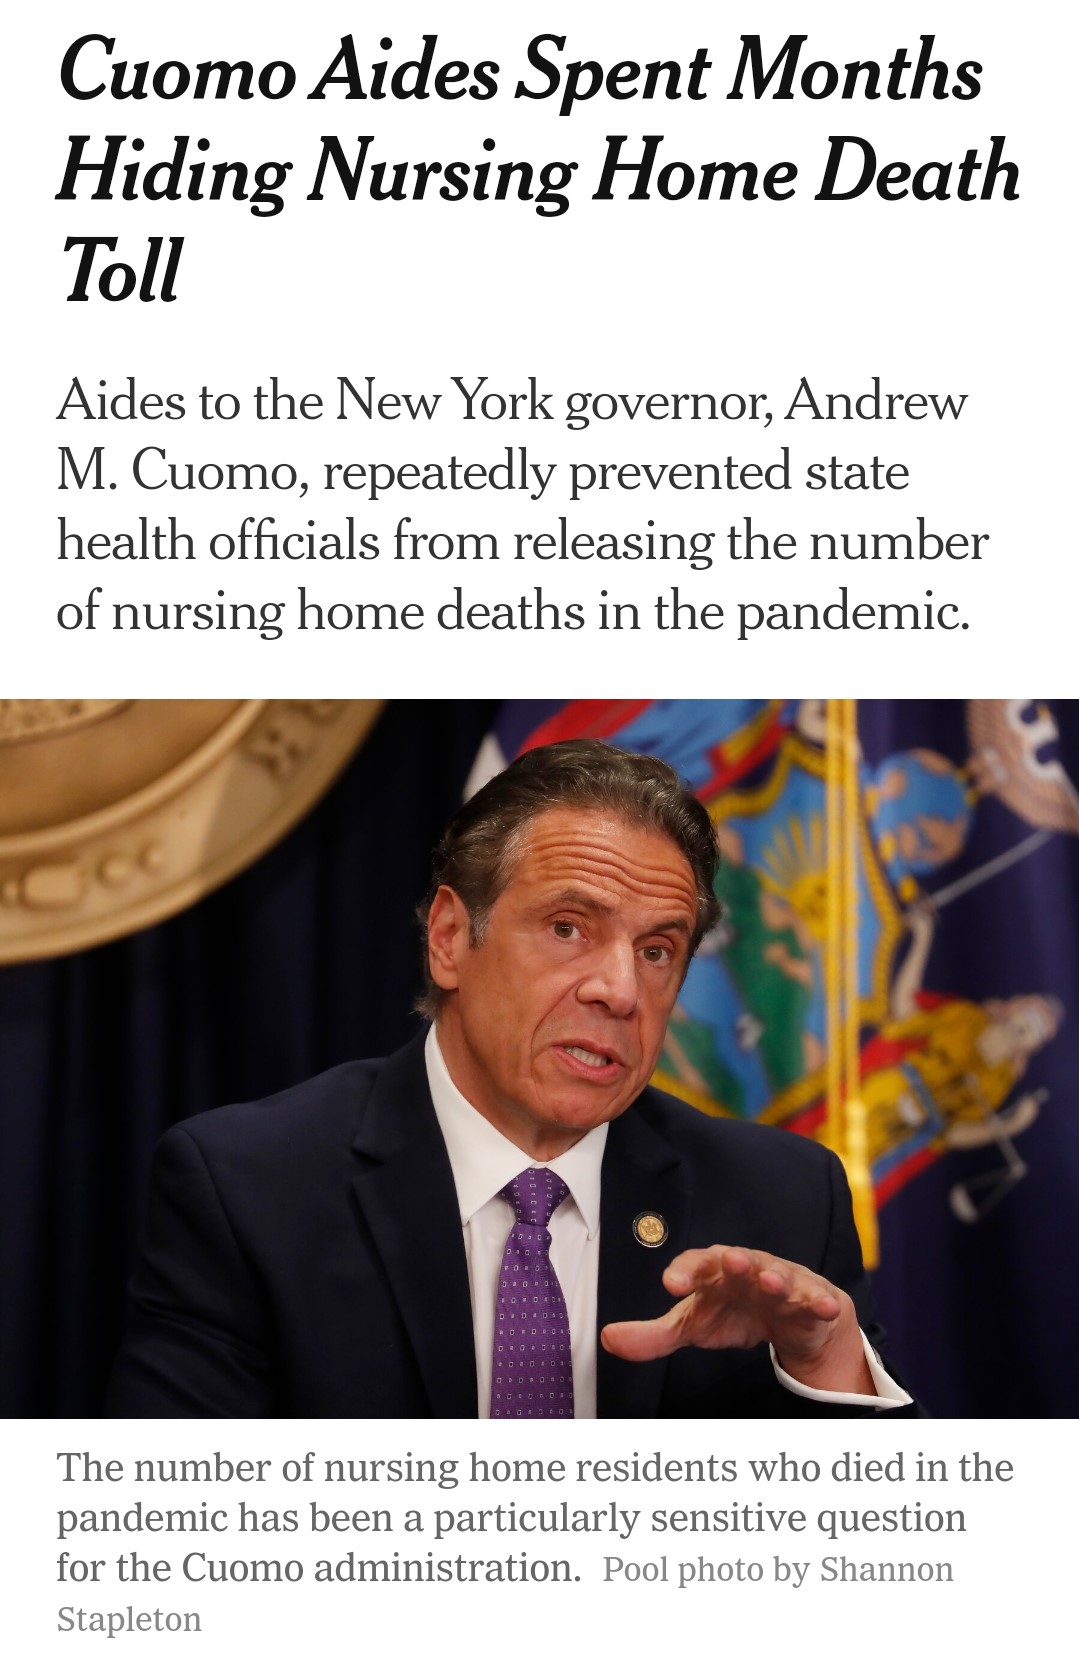 Cuomo Aides Spent Months
Hiding Nursing Home Death
Toll
Aides to the New York governor, Andrew
M. Cuomo, repeatedly prevented state
health officials from releasing the number
of nursing home deaths in the pandemic.
The number of nursing home residents who died in the
pandemic has been a particularly sensitive question
for the Cuomo administration. Pool photo by Shannon
Stapleton